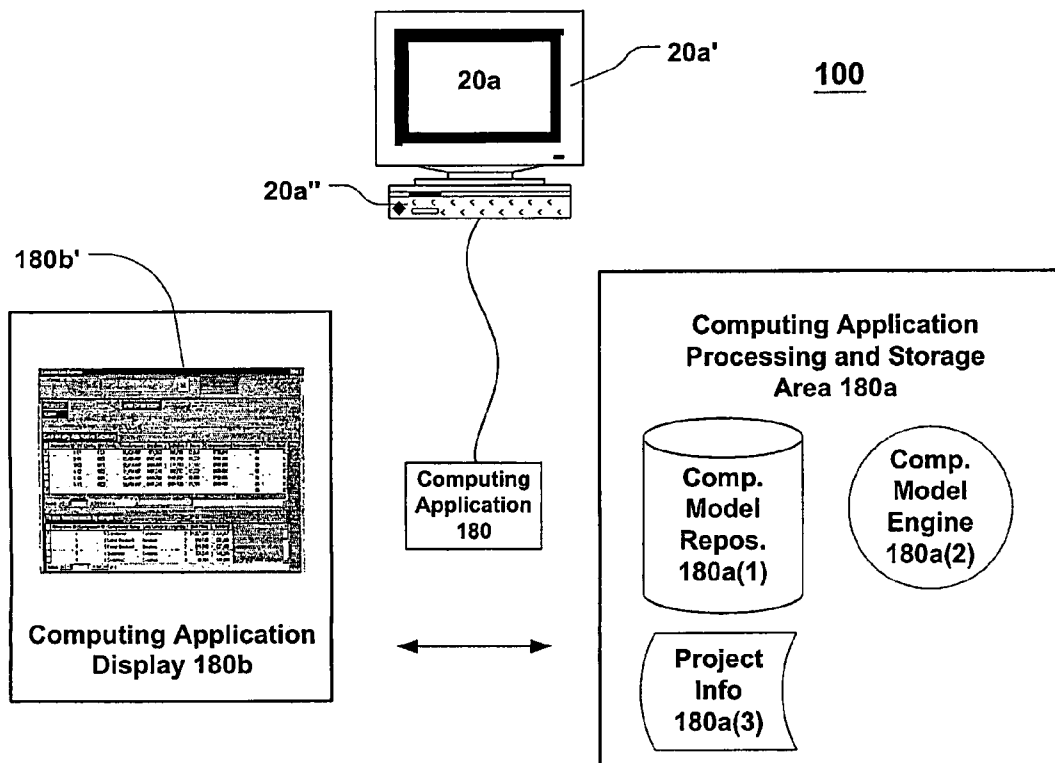 20a
20a'
100
20a"
180b'
Computing Application
Display 180b
Computing
Application
180
Computing Application
Processing and Storage
Area 180a
Comp.
Model
Repos.
180a(1)
Comp.
Model
Engine
180a(2)
Project
Info
180a(3)